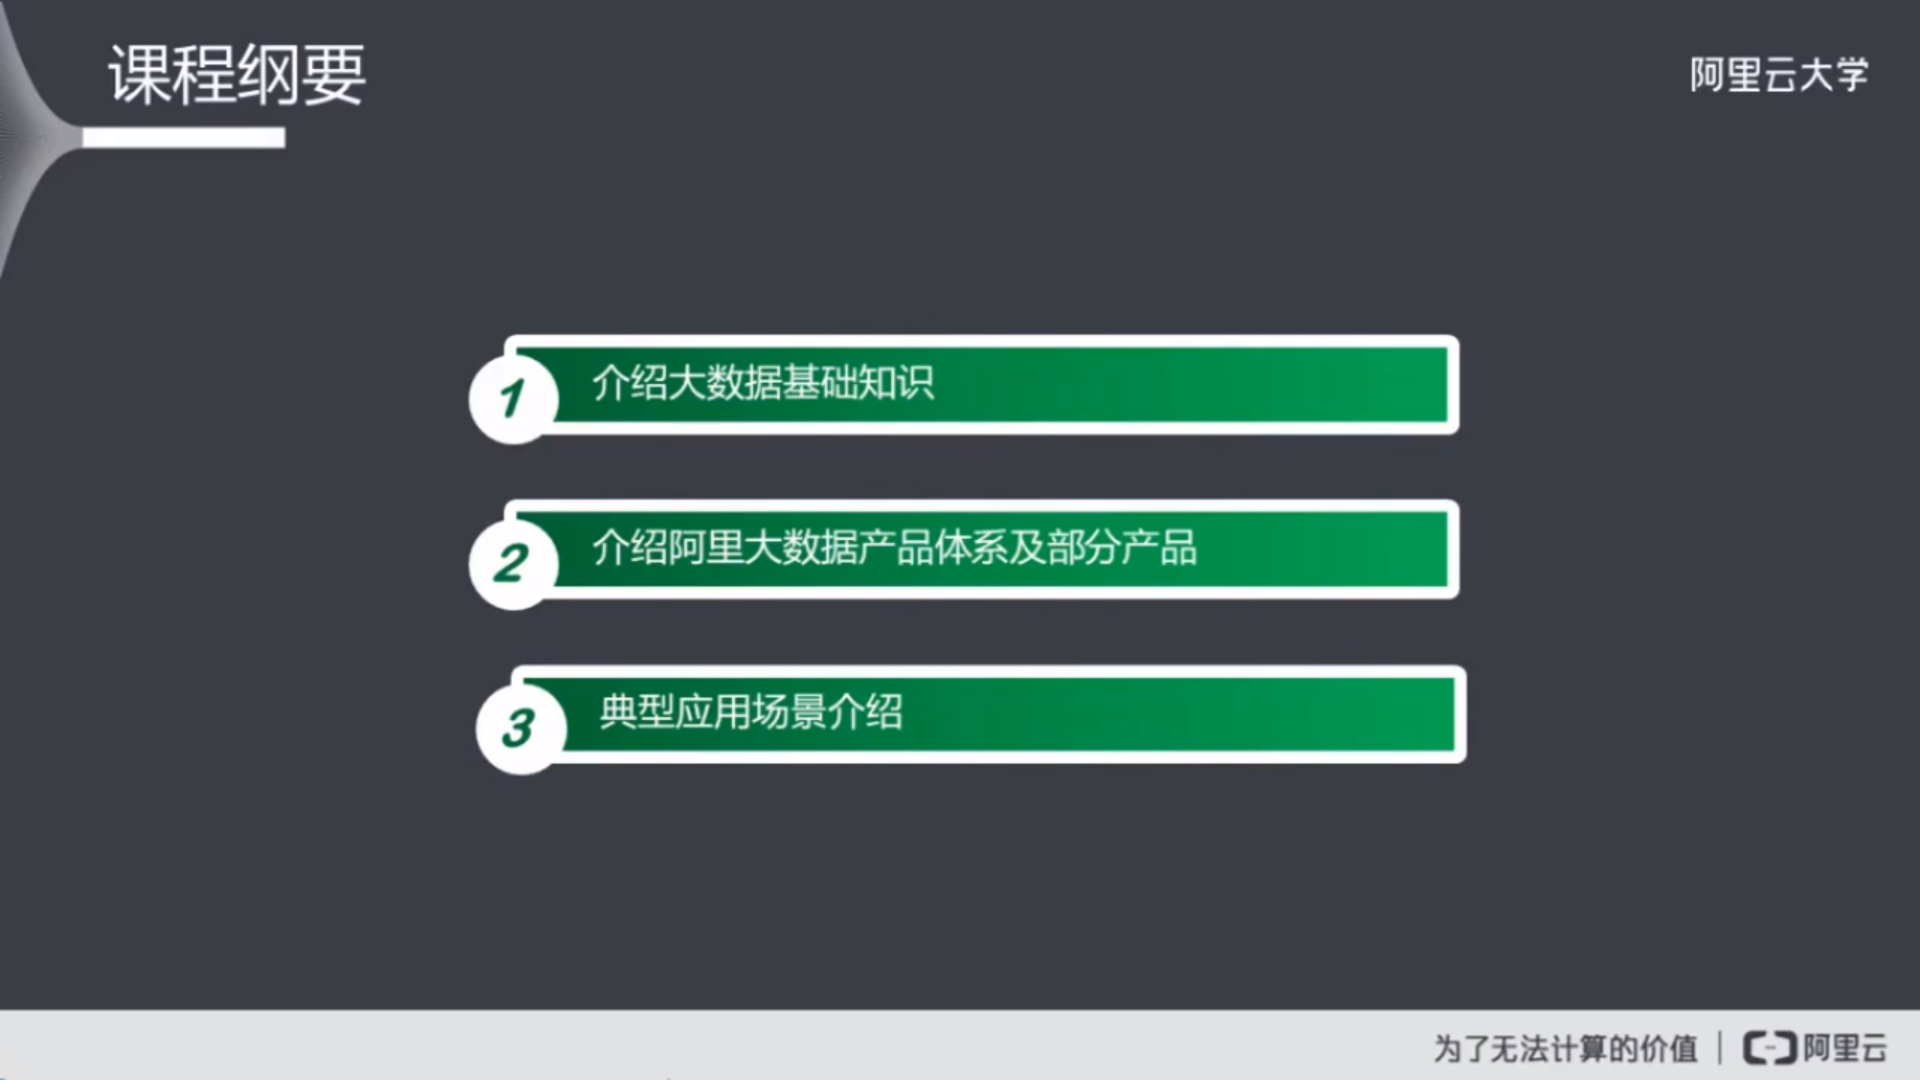 课程纲要
阿里云大学
1
介绍大数据基础知识
2
介绍阿里大数据产品体系及部分产品
3
典型应用场景介绍
为了无法计算的价值 | 阿里云